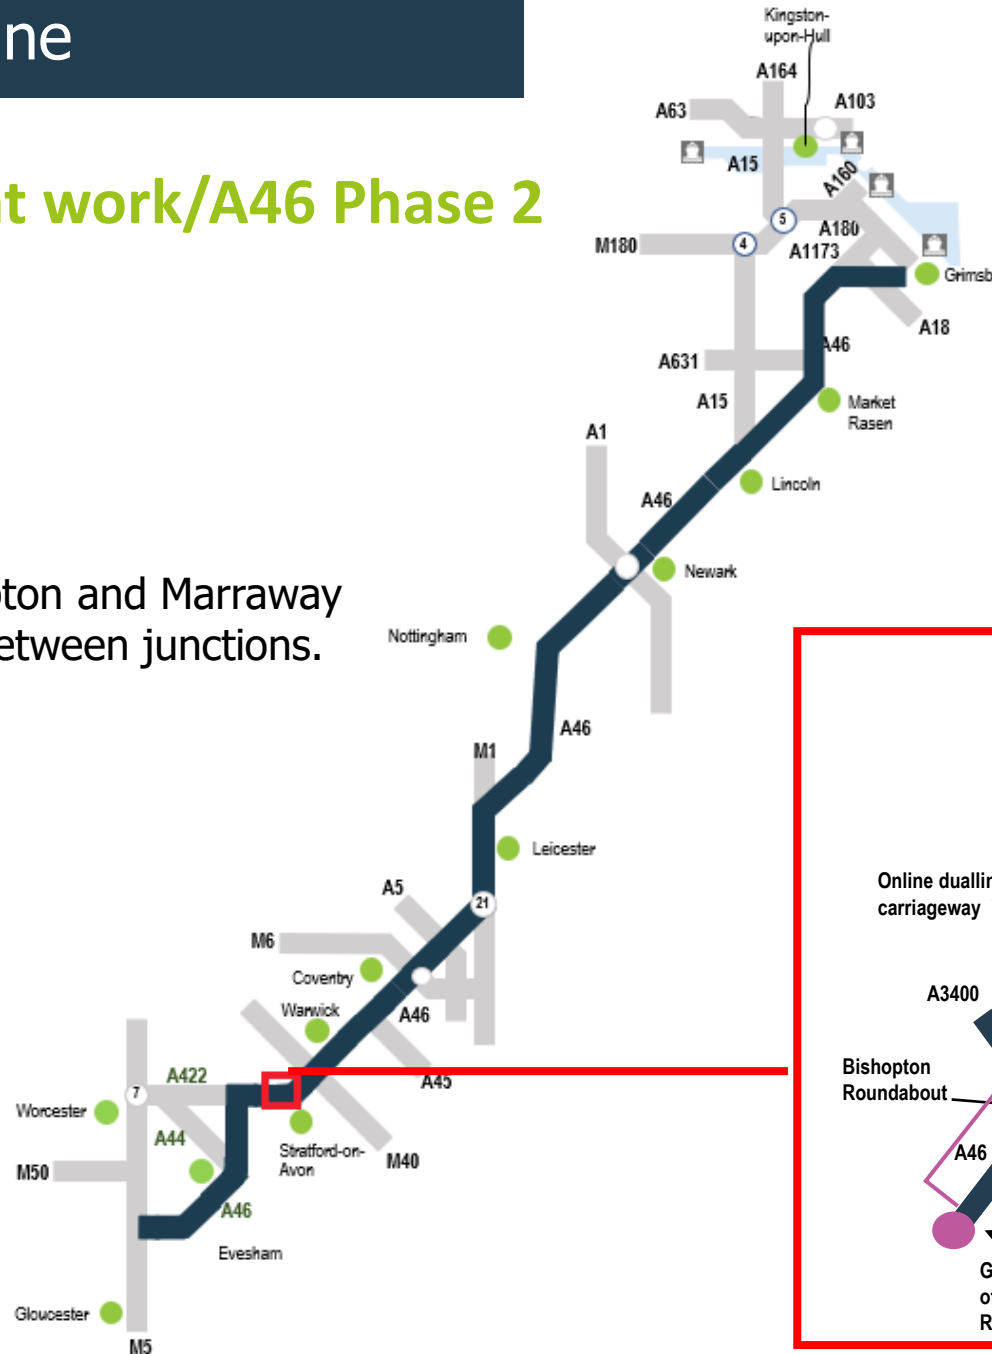 ne
t work/A46 Phase 2
Kingston-
upon-Hull
A164
A63
A103
A15
A160
5
A180
M180
4
A1173
Grimsb
A18
A46
A631
A15
Market
Rasen
A1
Lincoln
A46
Newark
ton and Marraway
etween junctions.
Nottingham
A46
M1
Leicester
A5
21
M6
Coventry
Warwick
A46
A45
A422
7
Worcester
A44
Stratford-on-
Avon
M40
M50
A46
Evesham
Gloucester
M5
Online duallin
carriageway
A3400
Bishopton
Roundabout
A46
G
o
R